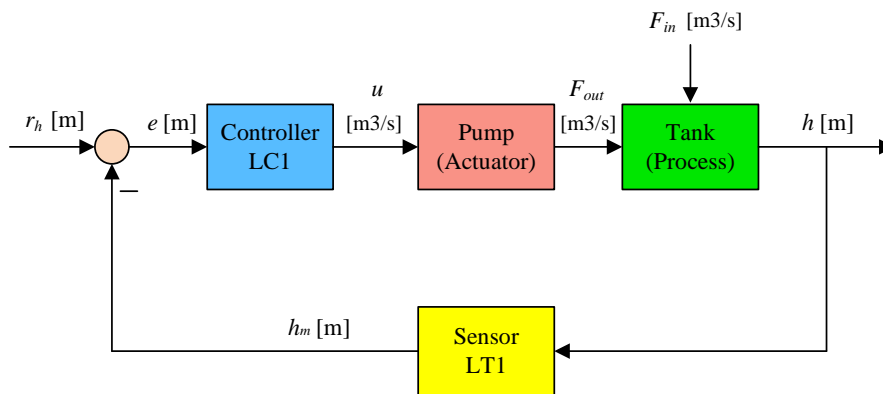 r_h [m]
e [m]
Controller
LC1
u
[m3/s]
Pump
(Actuator)
F_out
[m3/s]
F_in [m3/s]
Tank
(Process)
h [m]
−
h_m [m]
Sensor
LT1